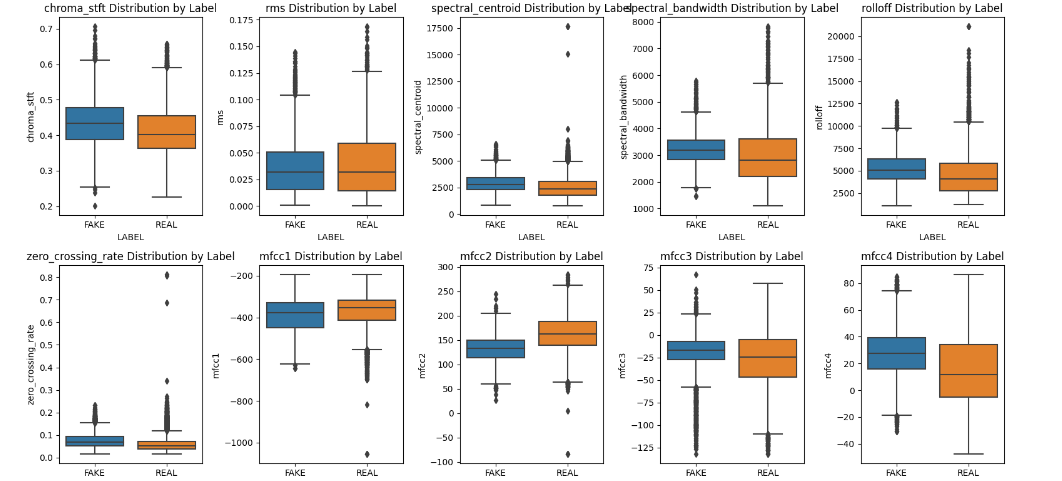 chroma_stft Distribution by Label
chroma_stft
0.7
0.6
0.5
0.4
0.3
0.2
FAKE REAL
LABEL
rms Distribution by Label
rms
0.175
0.150
0.125
0.100
0.075
0.050
0.025
0.000
FAKE REAL
LABEL
spectral_centroid Distribution by Label
spectral_centroid
17500
15000
12500
10000
7500
5000
2500
0
FAKE REAL
LABEL
spectral_bandwidth Distribution by Label
spectral_bandwidth
8000
7000
6000
5000
4000
3000
2000
1000
FAKE REAL
LABEL
rolloff Distribution by Label
rolloff
20000
17500
15000
12500
10000
7500
5000
2500
FAKE REAL
LABEL
zero_crossing_rate Distribution by Label
zero_crossing_rate
0.8
0.7
0.6
0.5
0.4
0.3
0.2
0.1
0.0
FAKE REAL
mfcc1 Distribution by Label
mfcc1
−200
−400
−600
−800
−1000
FAKE REAL
mfcc2 Distribution by Label
mfcc2
300
250
200
150
100
50
0
−50
−100
FAKE REAL
mfcc3 Distribution by Label
mfcc3
75
50
25
0
−25
−50
−75
−100
−125
FAKE REAL
mfcc4 Distribution by Label
mfcc4
80
60
40
20
0
−20
−40
FAKE REAL